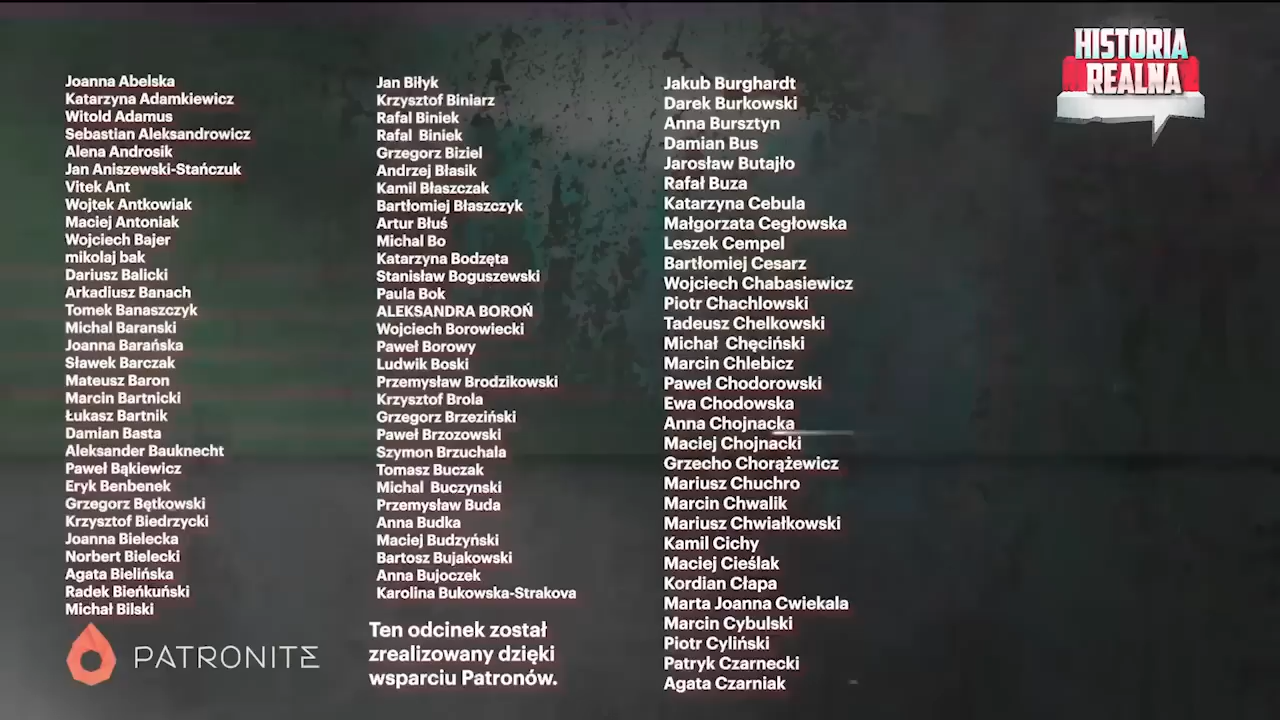 HISTORIA
REALNA
Joanna Abelska
Katarzyna Adamkiewicz
Witold Adamus
Sebastian Aleksandrowicz
Alena Androsik
Jan Aniszewski-Stańczuk
Vitek Ant
Wojtek Antkowiak
Maciej Antoniak
Wojciech Bajer
mikolaj bak
Dariusz Balicki
Arkadiusz Banach
Tomek Banaszczyk
Michal Baranski
Joanna Barańska
Sławek Barczak
Mateusz Baron
Marcin Bartnicki
Łukasz Bartnik
Damian Basta
Aleksander Bauknecht
Paweł Bąkiewicz
Eryk Benbenek
Grzegorz Bętkowski
Krzysztof Biedrzycki
Joanna Bielecka
Norbert Bielecki
Agata Bielińska
Radek Bieńkuński
Michał Bilski
PATRONITE
Jan Biłyk
Krzysztof Biniarz
Rafal Biniek
Rafal  Biniek
Grzegorz Biziel
Andrzej Błasik
Kamil Błaszczak
Bartłomiej Błaszczyk
Artur Błuś
Michal Bo
Katarzyna Bodzęta
Stanisław Boguszewski
Paula Bok
ALEKSANDRA BOROŃ
Wojciech Borowiecki
Paweł Borowy
Ludwik Boski
Przemysław Brodzikowski
Krzysztof Brola
Grzegorz Brzeziński
Paweł Brzozowski
Szymon Brzuchala
Tomasz Buczak
Michal  Buczynski
Przemysław Buda
Anna Budka
Maciej Budzyński
Bartosz Bujakowski
Anna Bujoczek
Karolina Bukowska-Strakova
Ten odcinek został
zrealizowany dzięki
wsparciu Patronów.
Jakub Burghardt
Darek Burkowski
Anna Bursztyn
Damian Bus
Jarosław Butajło
Rafał Buza
Katarzyna Cebula
Małgorzata Cegłowska
Leszek Cempel
Bartłomiej Cesarz
Wojciech Chabasiewicz
Piotr Chachlowski
Tadeusz Chelkowski
Michał  Chęciński
Marcin Chlebicz
Paweł Chodorowski
Ewa Chodowska
Anna Chojnacka
Maciej Chojnacki
Grzecho Chorążewicz
Mariusz Chuchro
Marcin Chwalik
Mariusz Chwiałkowski
Kamil Cichy
Maciej Cieślak
Kordian Cłapa
Marta Joanna Cwiekala
Marcin Cybulski
Piotr Cyliński
Patryk Czarnecki
Agata Czarniak